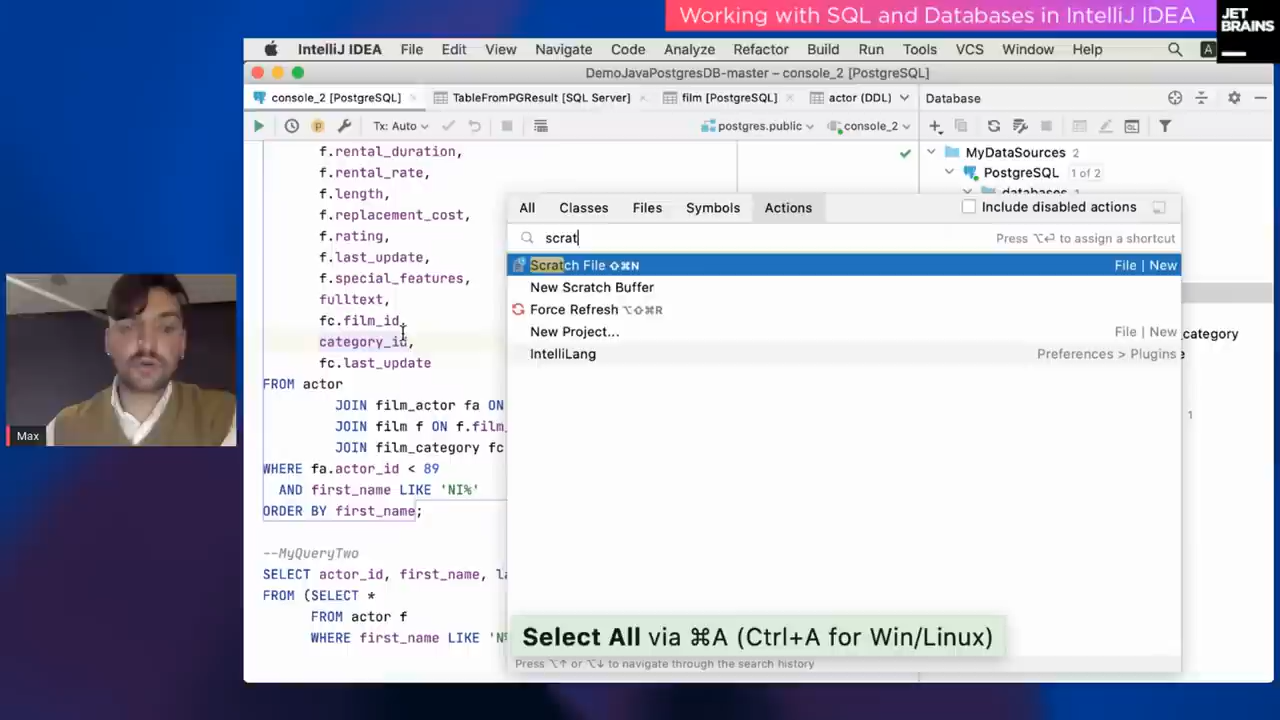 Working with SQL and Databases in IntelliJ IDEA
JET
BRAINS
IntelliJ IDEA File Edit View Navigate Code Analyze Refactor Build Run Tools VCS Window Help A
DemoJavaPostgresDB-master – console_2 [PostgreSQL]
console_2 [PostgreSQL] TableFromPGResult [SQL Server] film [PostgreSQL] actor (DDL) Database
Tx: Auto postgres.public console_2
f.rental_duration,
f.rental_rate,
f.length,
f.replacement_cost,
f.rating,
f.last_update,
f.special_features,
fulltext,
fc.film_id,
category_id,
fc.last_update
FROM actor
JOIN film_actor fa ON
JOIN film f ON f.film_
JOIN film_category fc
WHERE fa.actor_id < 89
AND first_name LIKE 'NI%'
ORDER BY first_name;
--MyQueryTwo
SELECT actor_id, first_name, la
FROM (SELECT *
FROM actor f
WHERE first_name LIKE 'N
MyDataSources 2
PostgreSQL 1 of 2
databases 1
_category
1
All Classes Files Symbols Actions Include disabled actions
scrat Press ⌥⏎ to assign a shortcut
Scratch File ⇧⌘N File | New
New Scratch Buffer
Force Refresh ⌥⇧⌘R
New Project... File | New
IntelliLang Preferences > Plugins
Select All via ⌘A (Ctrl+A for Win/Linux)
Press ⌥↑ or ⌥↓ to navigate through the search history
Max